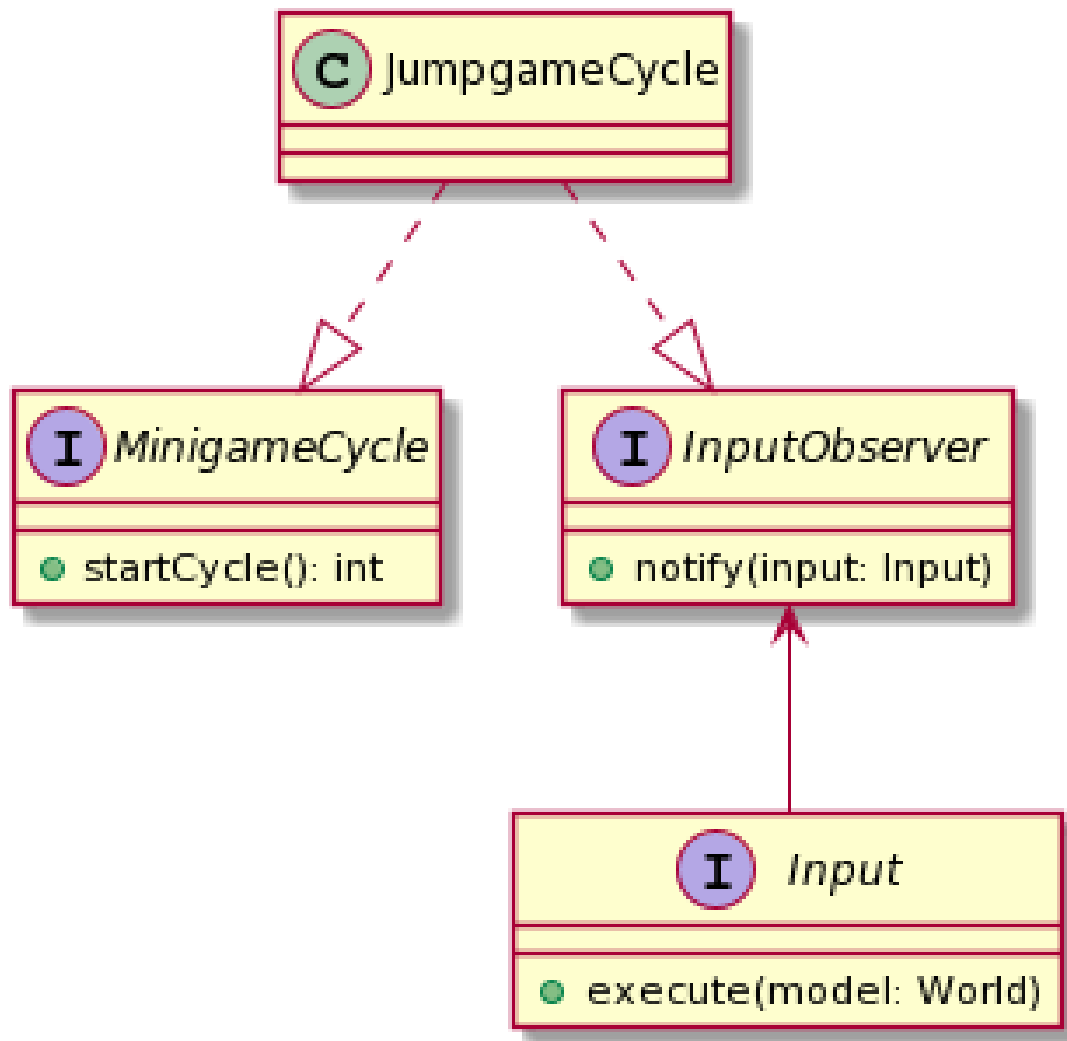 C JumpgameCycle
I MinigameCycle
startCycle(): int
I InputObserver
notify(input: Input)
I Input
execute(model: World)